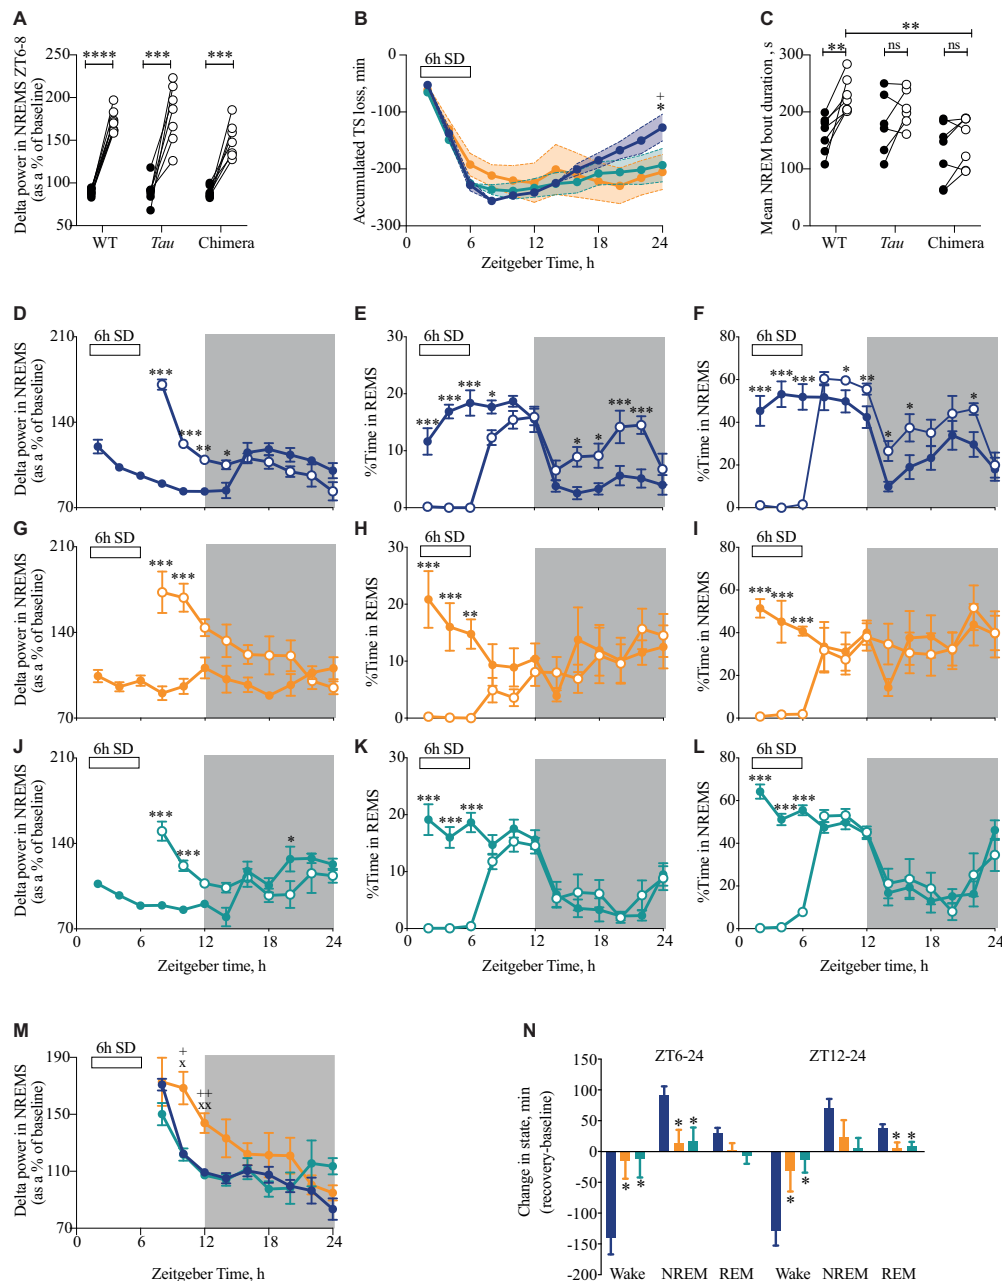 A
Delta power in NREMS ZT6-8
(as a % of baseline)
250
200
150
100
50
****
***
***
WT
Tau
Chimera
B
Accumulated TS loss, min
0
-100
-200
-300
6h SD
+
*
0
6
12
18
24
Zeitgeber Time, h
C
Mean NREM bout duration , s
300
200
100
0
**
**
ns
ns
WT
Tau
Chimera
D
Delta power in NREMS
(as a % of baseline)
210
140
70
6h SD
***
***
**
*
E
%Time in REMS
30
20
10
0
6h SD
***
***
***
*
*
*
***
***
12
F
%Time in NREMS
80
60
40
20
0
6h SD
***
***
***
*
**
*
*
*
12
24
G
Delta power in NREMS
(as a % of baseline)
210
140
70
6h SD
***
***
H
%Time in REMS
30
20
10
0
6h SD
***
***
**
I
%Time in NREMS
80
60
40
20
0
6h SD
***
***
***
J
Delta power in NREMS
(as a % of baseline)
210
140
70
6h SD
***
***
*
0
6
12
18
24
Zeitgeber time, h
K
%Time in REMS
30
20
10
0
6h SD
***
***
***
0
6
12
18
24
Zeitgeber Time, h
L
%Time in NREMS
80
60
40
20
0
6h SD
***
***
***
0
6
12
18
24
Zeitgeber Time, h
M
Delta power in NREMS
(as a % of baseline)
190
150
110
70
6h SD
+
x
++
xx
0
6
12
18
24
Zeitgeber Time, h
N
Change in state, min
(recovery-baseline)
150
100
50
0
-50
-100
-150
-200
ZT6-24
ZT12-24
*
*
*
*
*
*
*
*
Wake
NREM
REM
Wake
NREM
REM